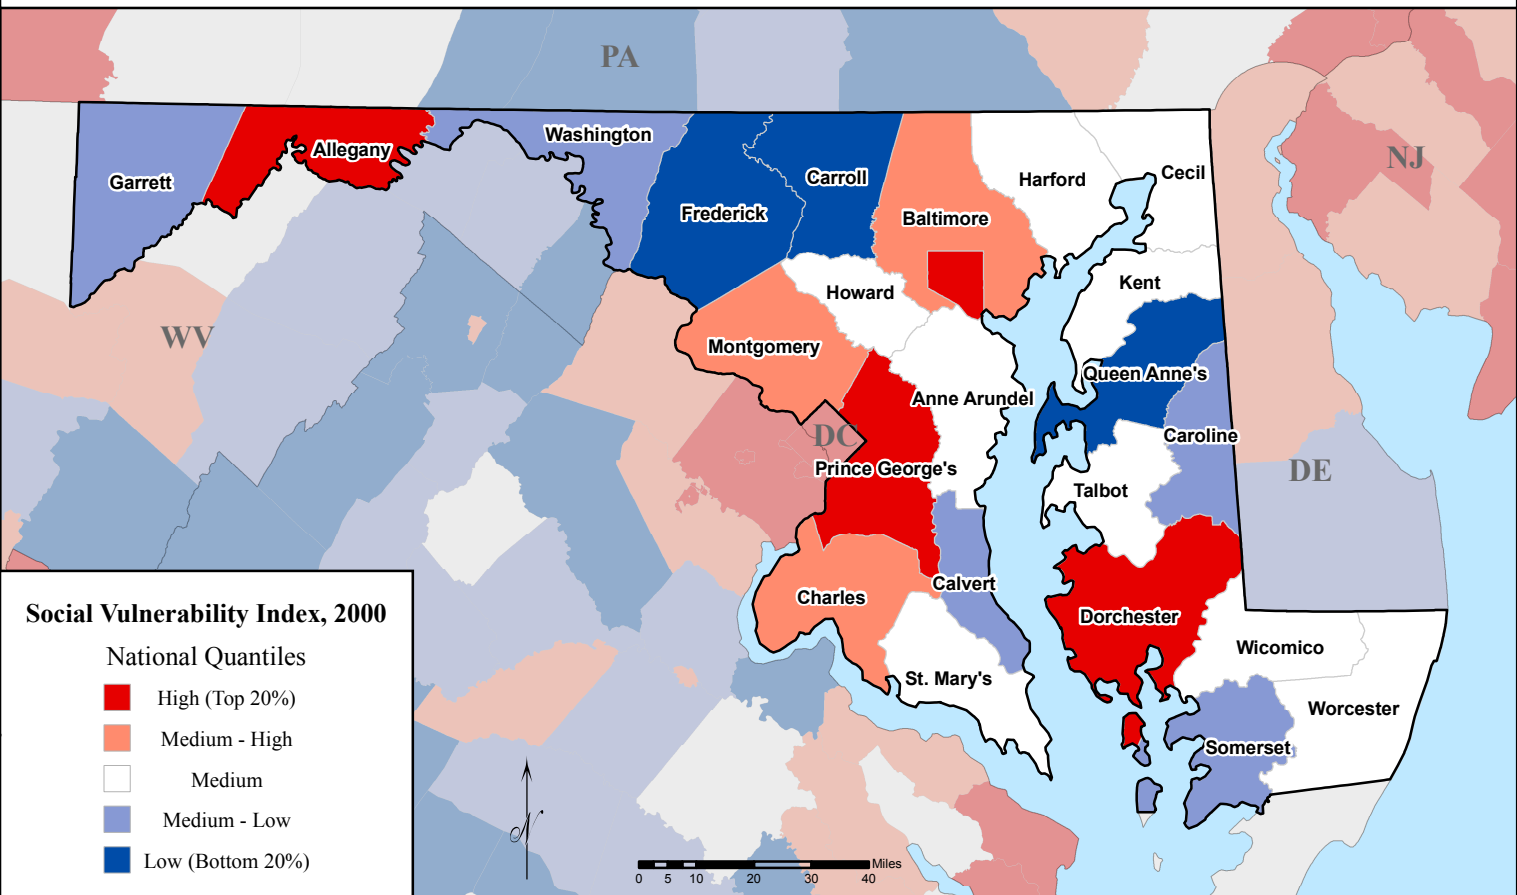 PA
Washington
Allegany
NJ
Garrett
Carroll
Harford
Cecil
Frederick
Baltimore
Kent
Howard
WV
Montgomery
Queen Anne's
Anne Arundel
DC
Caroline
Prince George's
DE
Talbot
Calvert
Charles
Dorchester
Wicomico
St. Mary's
Worcester
Somerset
Social Vulnerability Index, 2000
National Quantiles
High (Top 20%)
Medium - High
Medium
Medium - Low
Low (Bottom 20%)
N
Miles
0 5 10 20 30 40